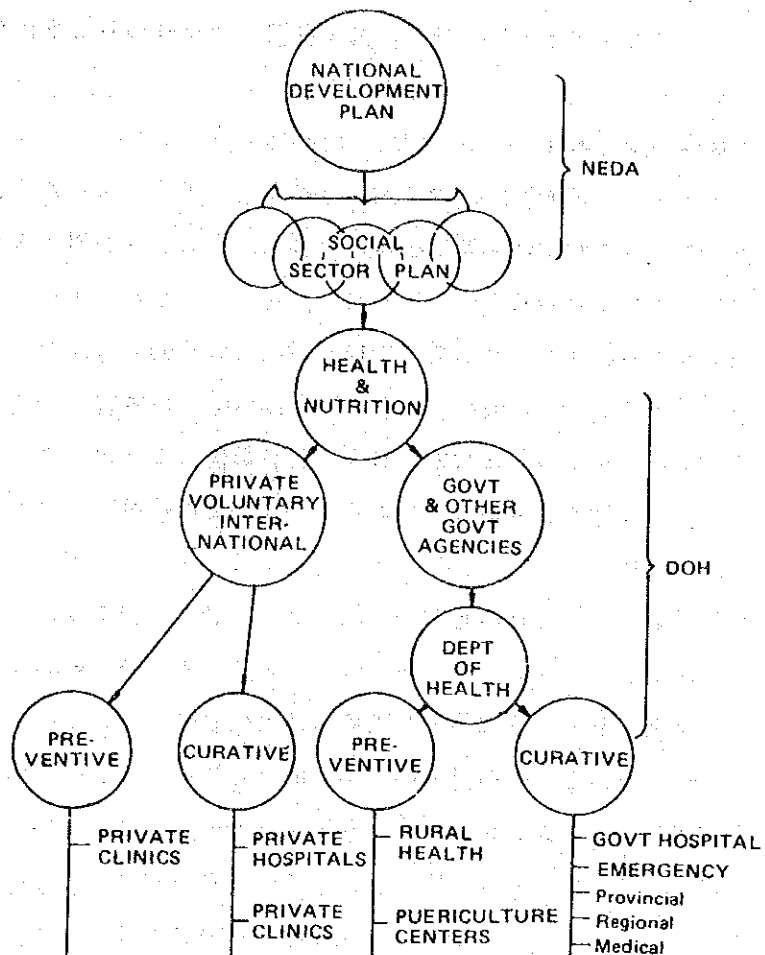 NATIONAL
DEVELOPMENT
PLAN
NEDA
SOCIAL
SECTOR PLAN
HEALTH
&
NUTRITION
PRIVATE
VOLUNTARY
INTER-
NATIONAL
GOVT
& OTHER
GOVT
AGENCIES
DOH
DEPT
OF
HEALTH
PRE-
VENTIVE
CURATIVE
PRE-
VENTIVE
CURATIVE
PRIVATE
CLINICS
PRIVATE
HOSPITALS
PRIVATE
CLINICS
RURAL
HEALTH
PUERICULTURE
CENTERS
GOVT HOSPITAL
EMERGENCY
Provincial
Regional
Medical